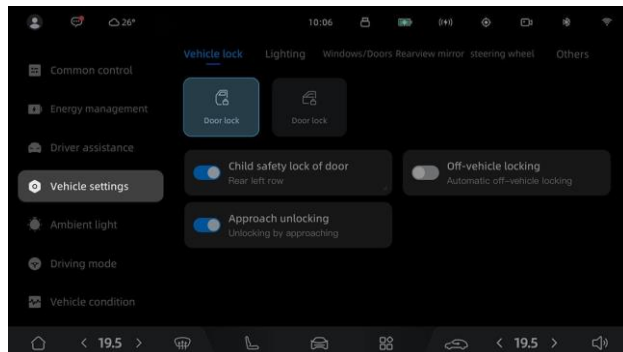 26° 10:06
Vehicle lock Lighting Windows/Doors Rearview mirror steering wheel Others
Common control
Energy management
Driver assistance
Vehicle settings
Ambient light
Driving mode
Vehicle condition
Door lock Door lock
Child safety lock of door
Rear left row
Off-vehicle locking
Automatic off-vehicle locking
Approach unlocking
Unlocking by approaching
< 19.5 > < 19.5 >